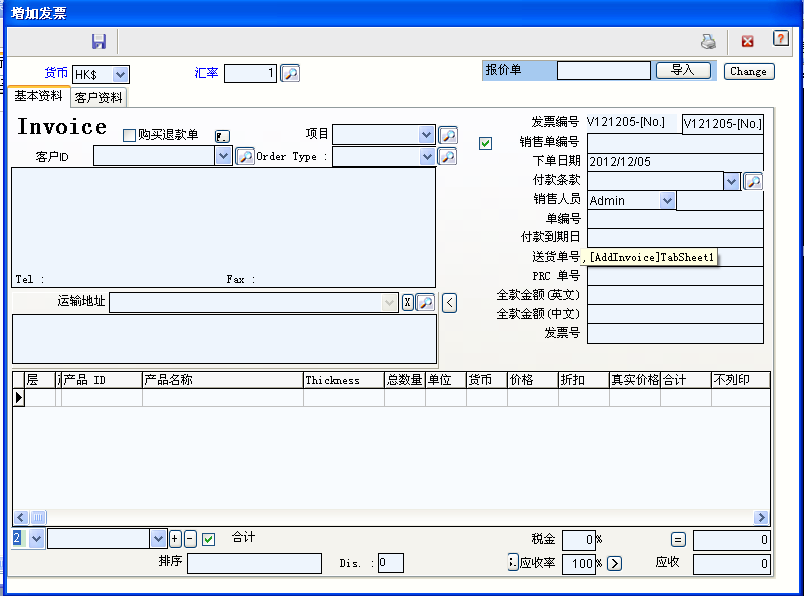 增加发票
货币 HK$ 汇率 1 报价单 导入 Change
基本资料 客户资料
Invoice 购买退款单 项目
客户ID Order Type :
发票编号 V121205-[No.] V121205-[No.]
销售单编号
下单日期 2012/12/05
付款条款
销售人员 Admin
单编号
付款到期日
送货单号 , [AddInvoice]TabSheet1
PRC 单号
全款金额(英文)
全款金额(中文)
发票号
Tel : Fax :
运输地址 X <
层 产品 ID 产品名称 Thickness 总数量 单位 货币 价格 折扣 真实价格 合计 不列印
2 + - 合计 税金 0 % = 0
排序 Dis. : 0 应收率 100 % > 应收 0